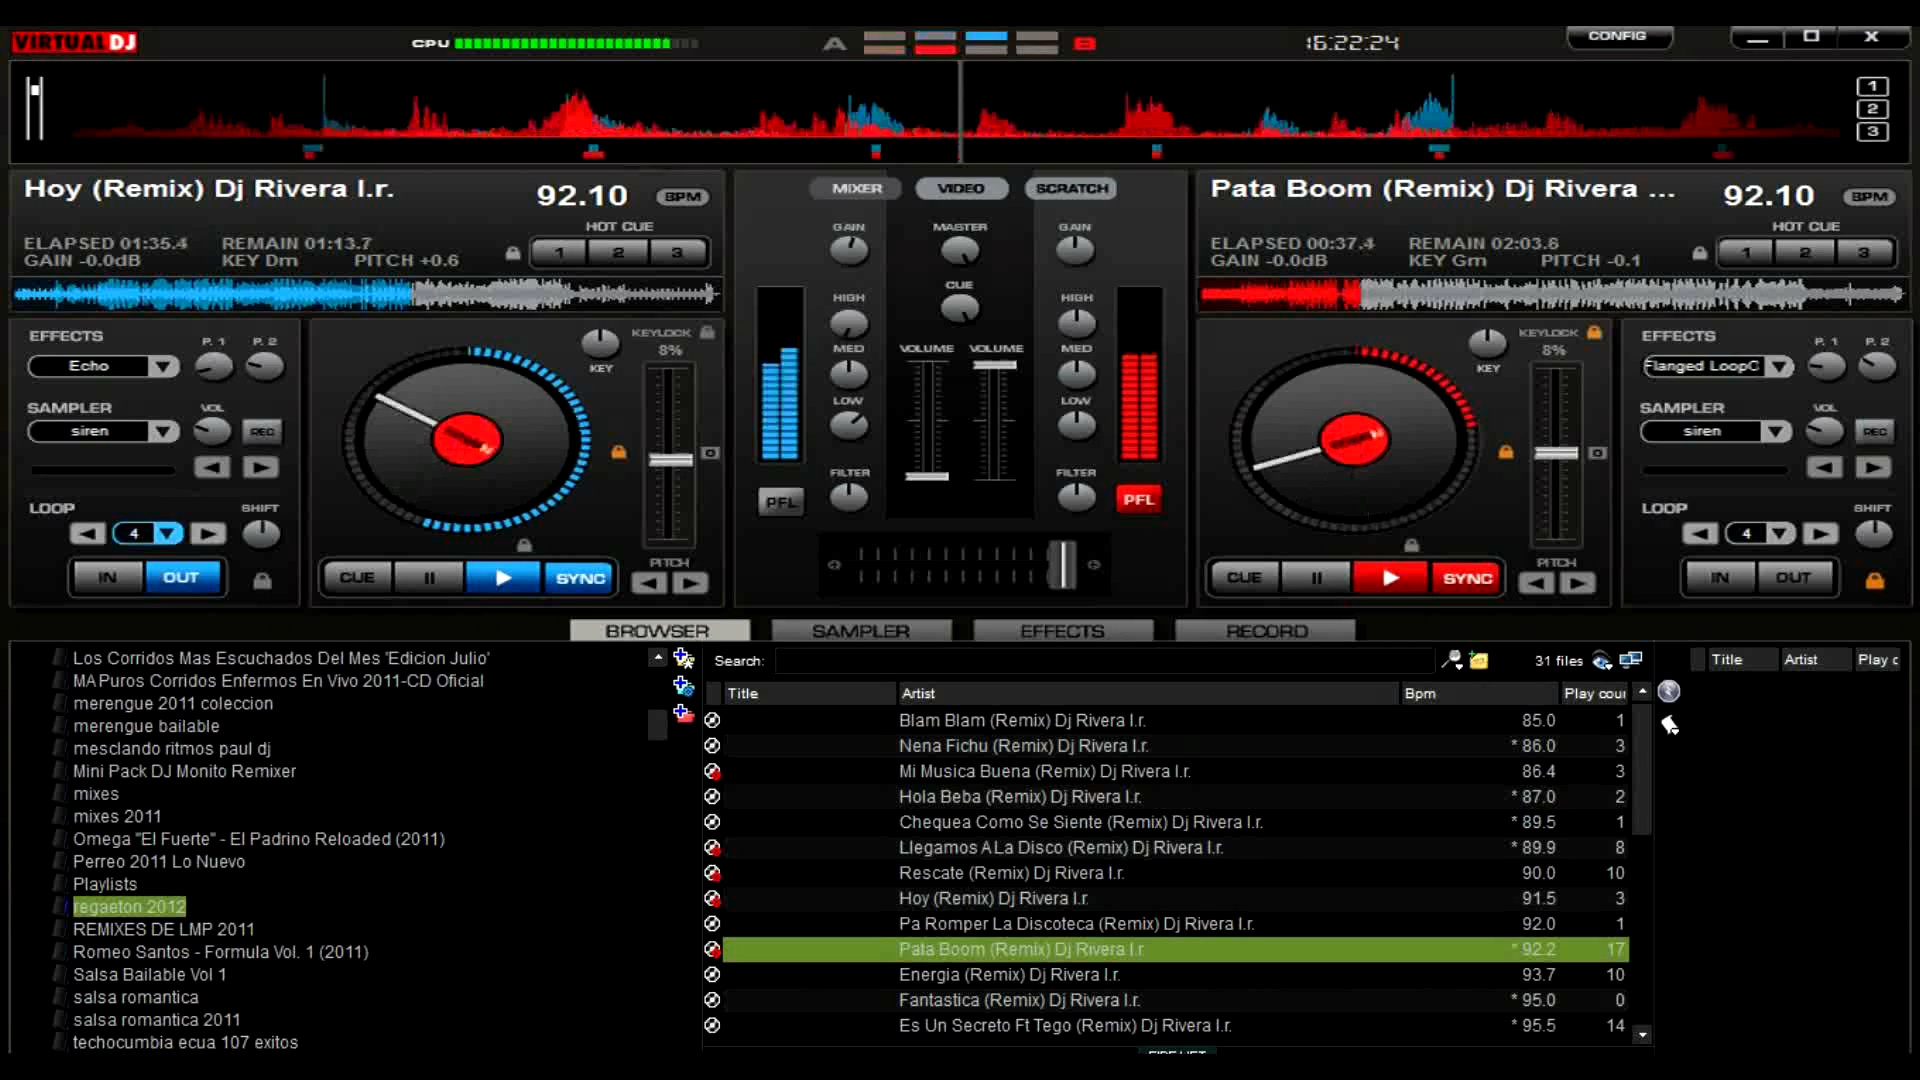 VIRTUAL DJ
CPU
A
B
16:22:24
CONFIG
X
1
2
3
Hoy (Remix) Dj Rivera I.r.
92.10
BPM
HOT CUE
ELAPSED 01:35.4
REMAIN 01:13.7
GAIN -0.0dB
KEY Dm
PITCH +0.6
1
2
3
MIXER
VIDEO
SCRATCH
GAIN
MASTER
GAIN
CUE
HIGH
HIGH
MED
VOLUME
VOLUME
MED
LOW
LOW
FILTER
FILTER
PFL
PFL
Pata Boom (Remix) Dj Rivera ...
92.10
BPM
HOT CUE
ELAPSED 00:37.4
REMAIN 02:03.6
GAIN -0.0dB
KEY Gm
PITCH -0.1
1
2
3
EFFECTS
P. 1
P. 2
Echo
SAMPLER
VOL
siren
REC
LOOP
SHIFT
4
IN
OUT
KEYLOCK
8%
KEY
PITCH
CUE
SYNC
KEYLOCK
8%
KEY
PITCH
CUE
SYNC
EFFECTS
P. 1
P. 2
Flanged LoopC
SAMPLER
VOL
siren
REC
LOOP
SHIFT
4
IN
OUT
BROWSER
SAMPLER
EFFECTS
RECORD
Los Corridos Mas Escuchados Del Mes 'Edicion Julio'
MA Puros Corridos Enfermos En Vivo 2011-CD Oficial
merengue 2011 coleccion
merengue bailable
mesclando ritmos paul dj
Mini Pack DJ Monito Remixer
mixes
mixes 2011
Omega "El Fuerte" - El Padrino Reloaded (2011)
Perreo 2011 Lo Nuevo
Playlists
regaeton 2012
REMIXES DE LMP 2011
Romeo Santos - Formula Vol. 1 (2011)
Salsa Bailable Vol 1
salsa romantica
salsa romantica 2011
techocumbia ecua 107 exitos
Search:
31 files
Title Artist Bpm Play cour
Blam Blam (Remix) Dj Rivera I.r. 85.0 1
Nena Fichu (Remix) Dj Rivera I.r. * 86.0 3
Mi Musica Buena (Remix) Dj Rivera I.r. 86.4 3
Hola Beba (Remix) Dj Rivera I.r. * 87.0 2
Chequea Como Se Siente (Remix) Dj Rivera I.r. * 89.5 1
Llegamos A La Disco (Remix) Dj Rivera I.r. * 89.9 8
Rescate (Remix) Dj Rivera I.r. 90.0 10
Hoy (Remix) Dj Rivera I.r. 91.5 3
Pa Romper La Discoteca (Remix) Dj Rivera I.r. 92.0 1
Pata Boom (Remix) Dj Rivera I.r. * 92.2 17
Energia (Remix) Dj Rivera I.r. 93.7 10
Fantastica (Remix) Dj Rivera I.r. * 95.0 0
Es Un Secreto Ft Tego (Remix) Dj Rivera I.r. * 95.5 14
Title Artist Play c